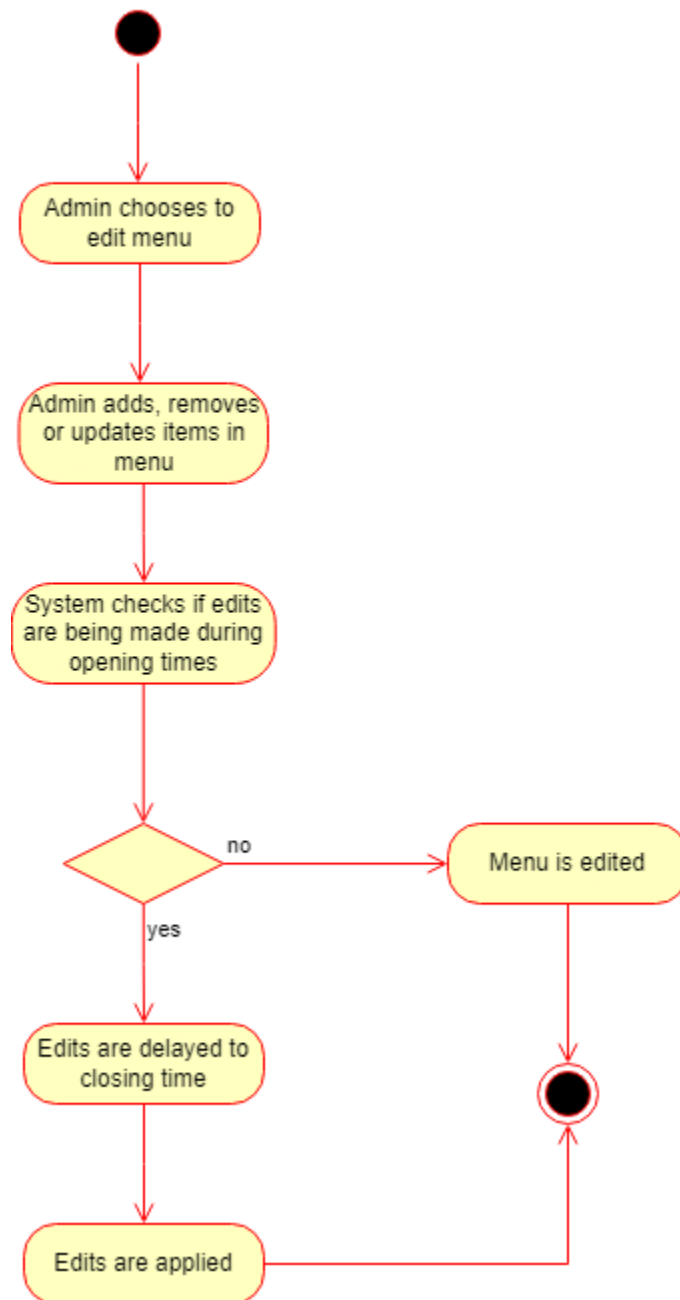 Admin chooses to
edit menu
Admin adds, removes
or updates items in
menu
System checks if edits
are being made during
opening times
no
Menu is edited
yes
Edits are delayed to
closing time
Edits are applied